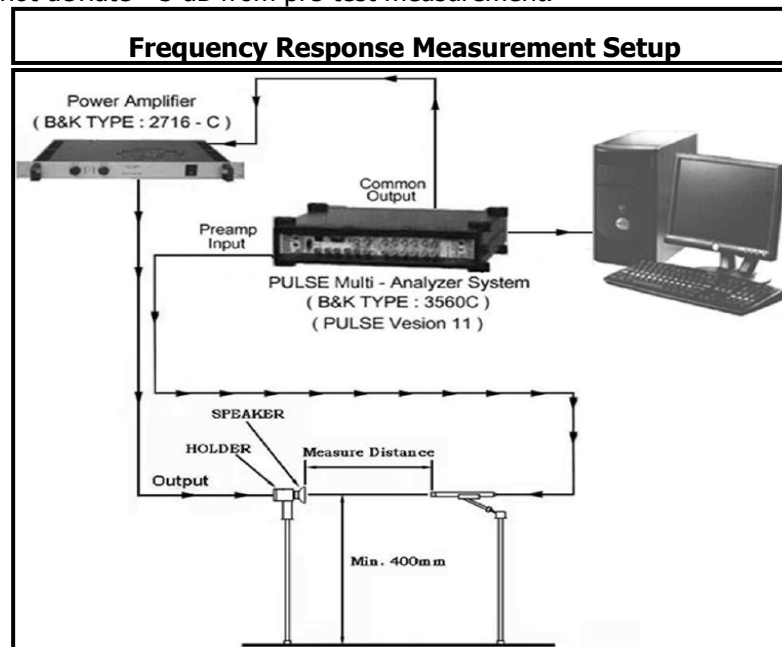 Frequency Response Measurement Setup
Power Amplifier
( B&K TYPE : 2716 - C )
Common
Output
Preamp
Input
PULSE Multi - Analyzer System
( B&K TYPE : 3560C )
( PULSE Vesion 11 )
SPEAKER
HOLDER
Measure Distance
Output
Min. 400mm